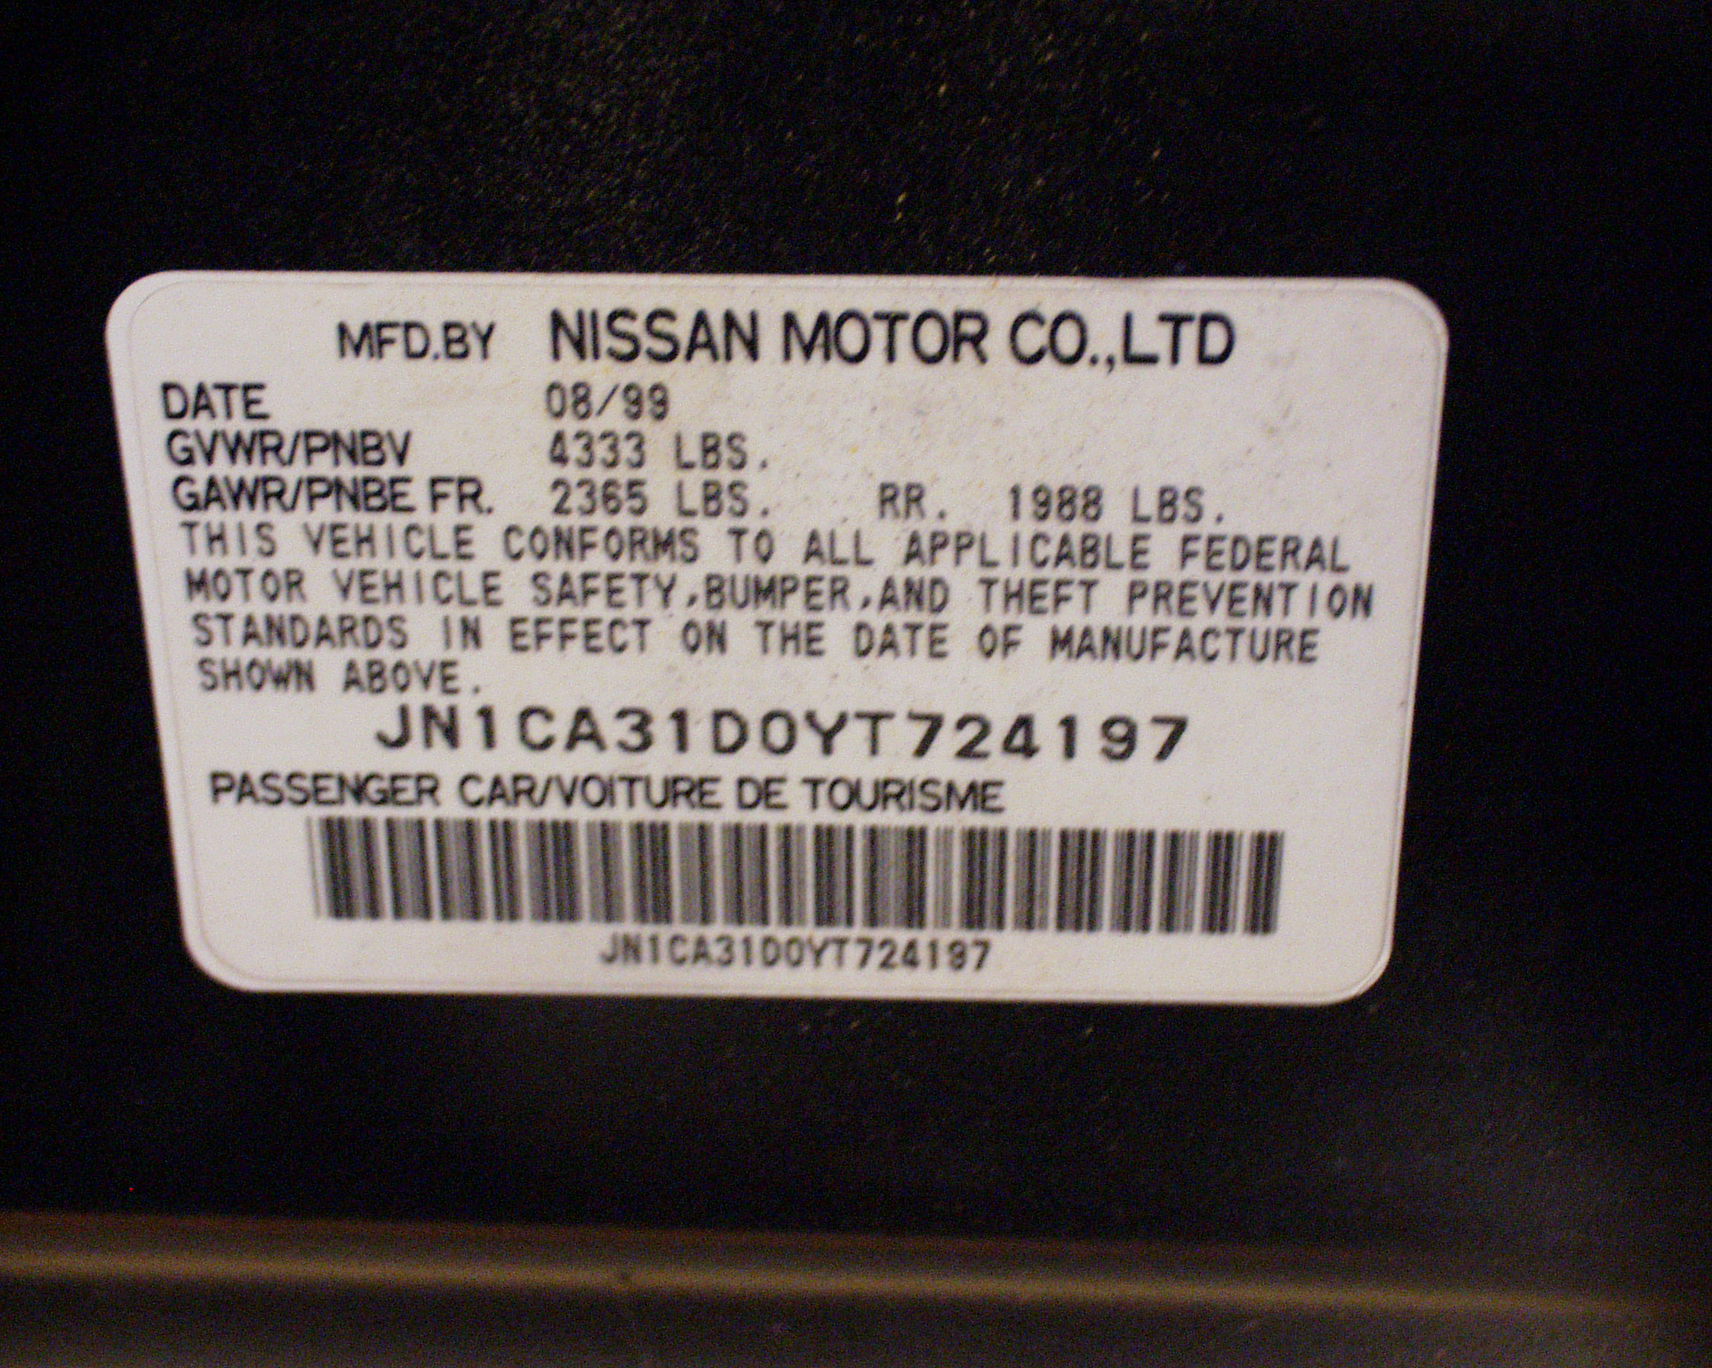 MFD.BY NISSAN MOTOR CO.,LTD
DATE 08/99
GVWR/PNBV 4333 LBS.
GAWR/PNBE FR. 2365 LBS. RR. 1988 LBS.
THIS VEHICLE CONFORMS TO ALL APPLICABLE FEDERAL
MOTOR VEHICLE SAFETY,BUMPER,AND THEFT PREVENTION
STANDARDS IN EFFECT ON THE DATE OF MANUFACTURE
SHOWN ABOVE.
JN1CA31D0YT724197
PASSENGER CAR/VOITURE DE TOURISME
JN1CA31D0YT724197